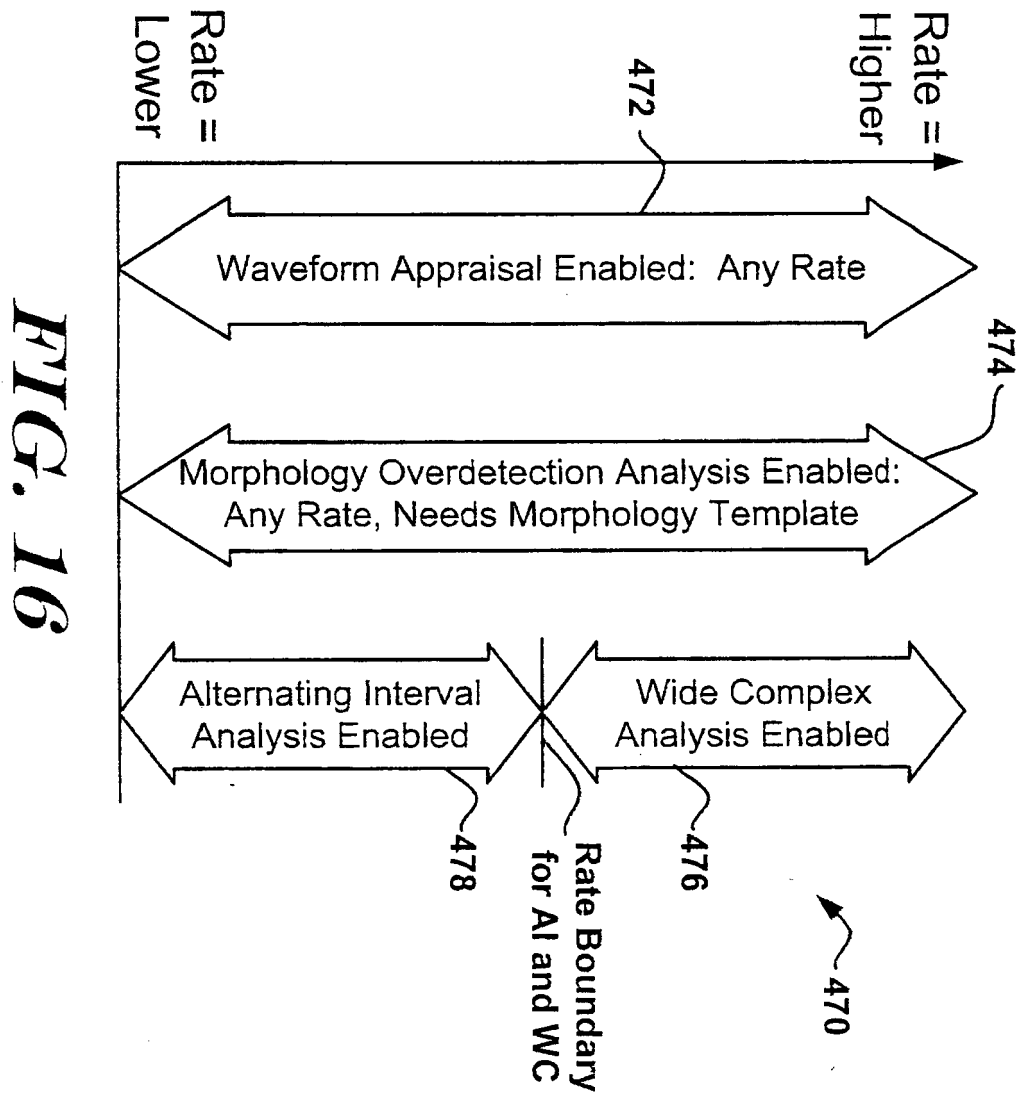 Rate =
Higher
Rate =
Lower
472
Waveform Appraisal Enabled: Any Rate
474
Morphology Overdetection Analysis Enabled:
Any Rate, Needs Morphology Template
Alternating Interval
Analysis Enabled
Wide Complex
Analysis Enabled
478
476
Rate Boundary
for AI and WC
470
FIG. 16